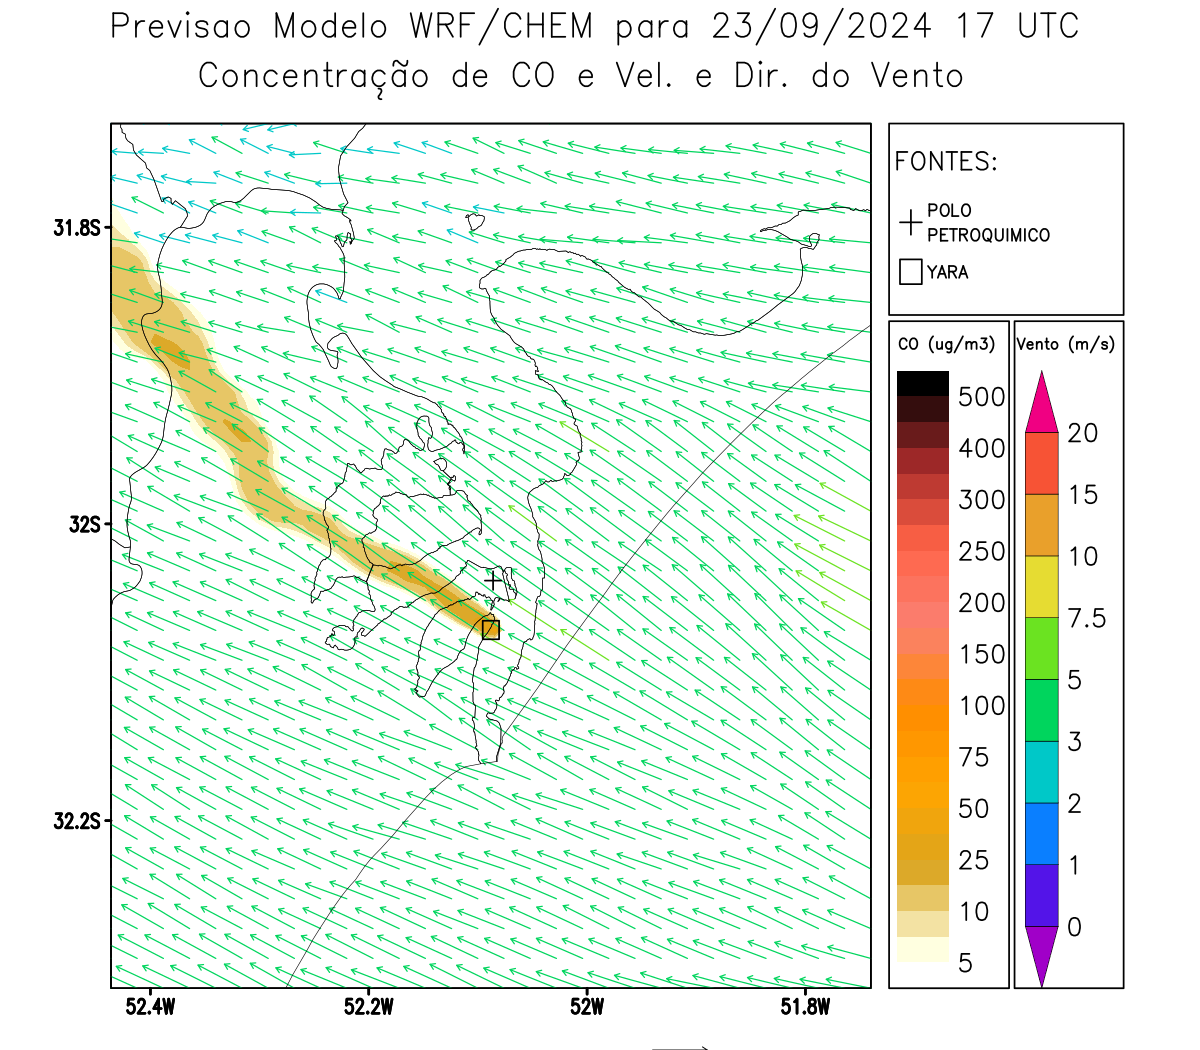 Previsao Modelo WRF/CHEM para 23/09/2024 17 UTC
Concentração de CO e Vel. e Dir. do Vento
FONTES:
POLO
PETROQUIMICO
YARA
CO (ug/m3)
500
400
300
250
200
150
100
75
50
25
10
5
Vento (m/s)
20
15
10
7.5
5
3
2
1
0
31.8S
32S
32.2S
52.4W
52.2W
52W
51.8W